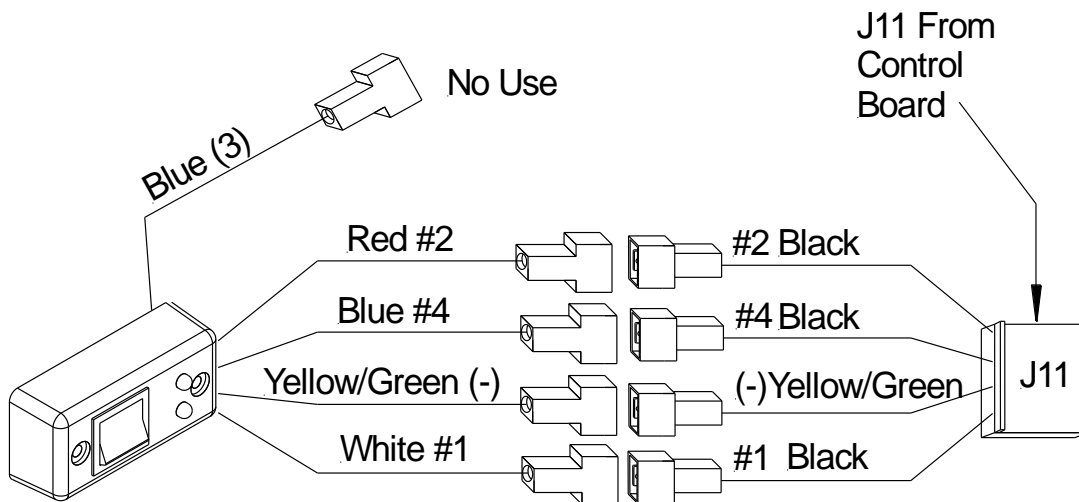 J11 From
Control
Board
No Use
Blue (3)
Red #2
#2 Black
Blue #4
#4 Black
Yellow/Green (-)
(-)Yellow/Green
J11
White #1
#1 Black